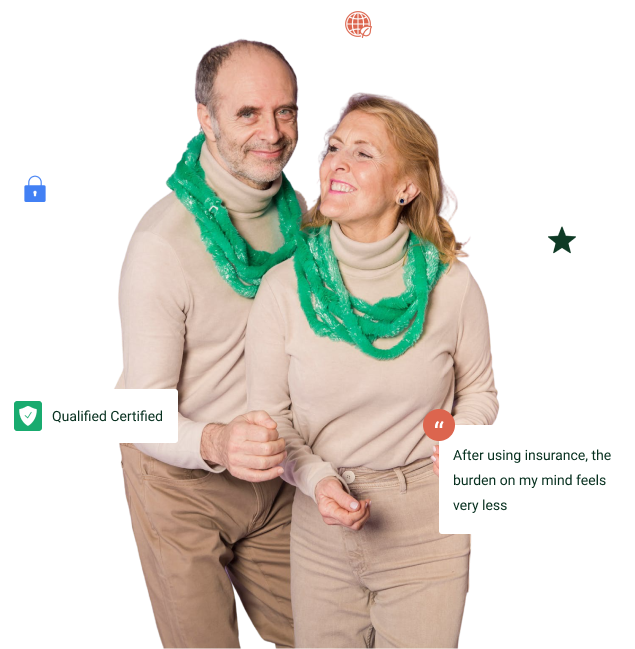 Qualified Certified
“
After using insurance, the
burden on my mind feels
very less